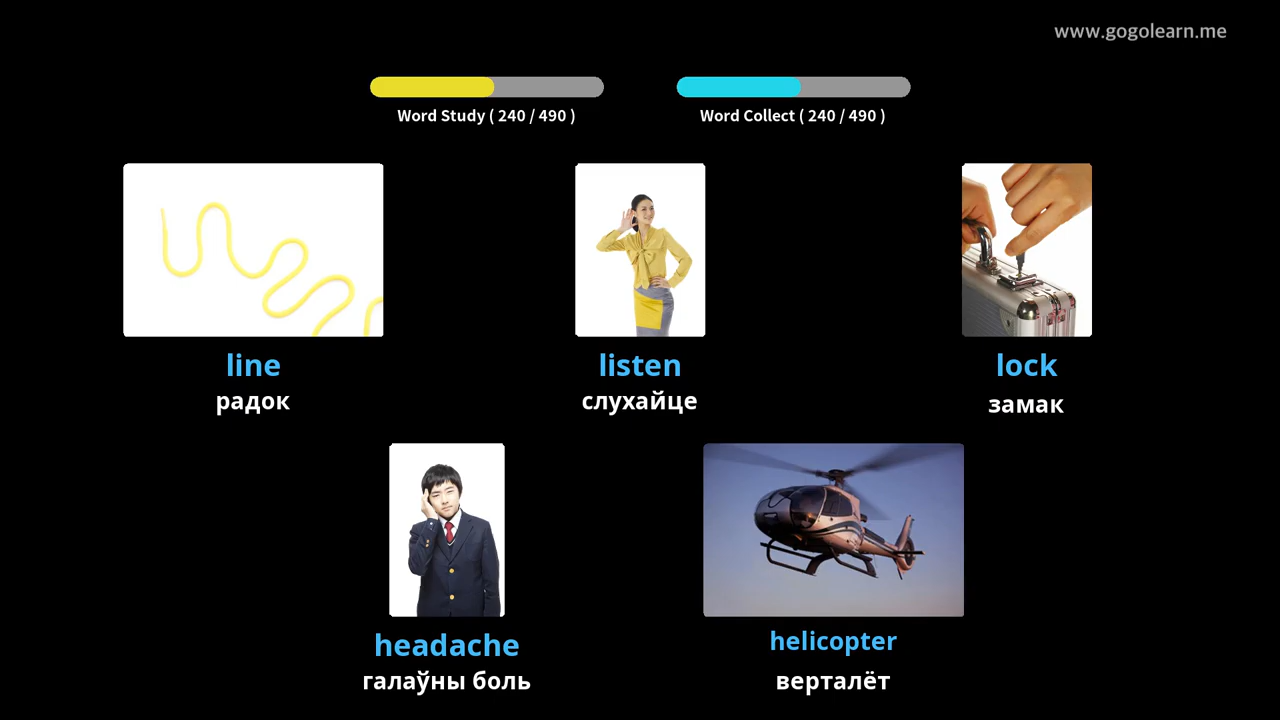 www.gogolearn.me
Word Study ( 240 / 490 )
Word Collect ( 240 / 490 )
line
радок
listen
слухайце
lock
замак
headache
галаўны боль
helicopter
верталёт